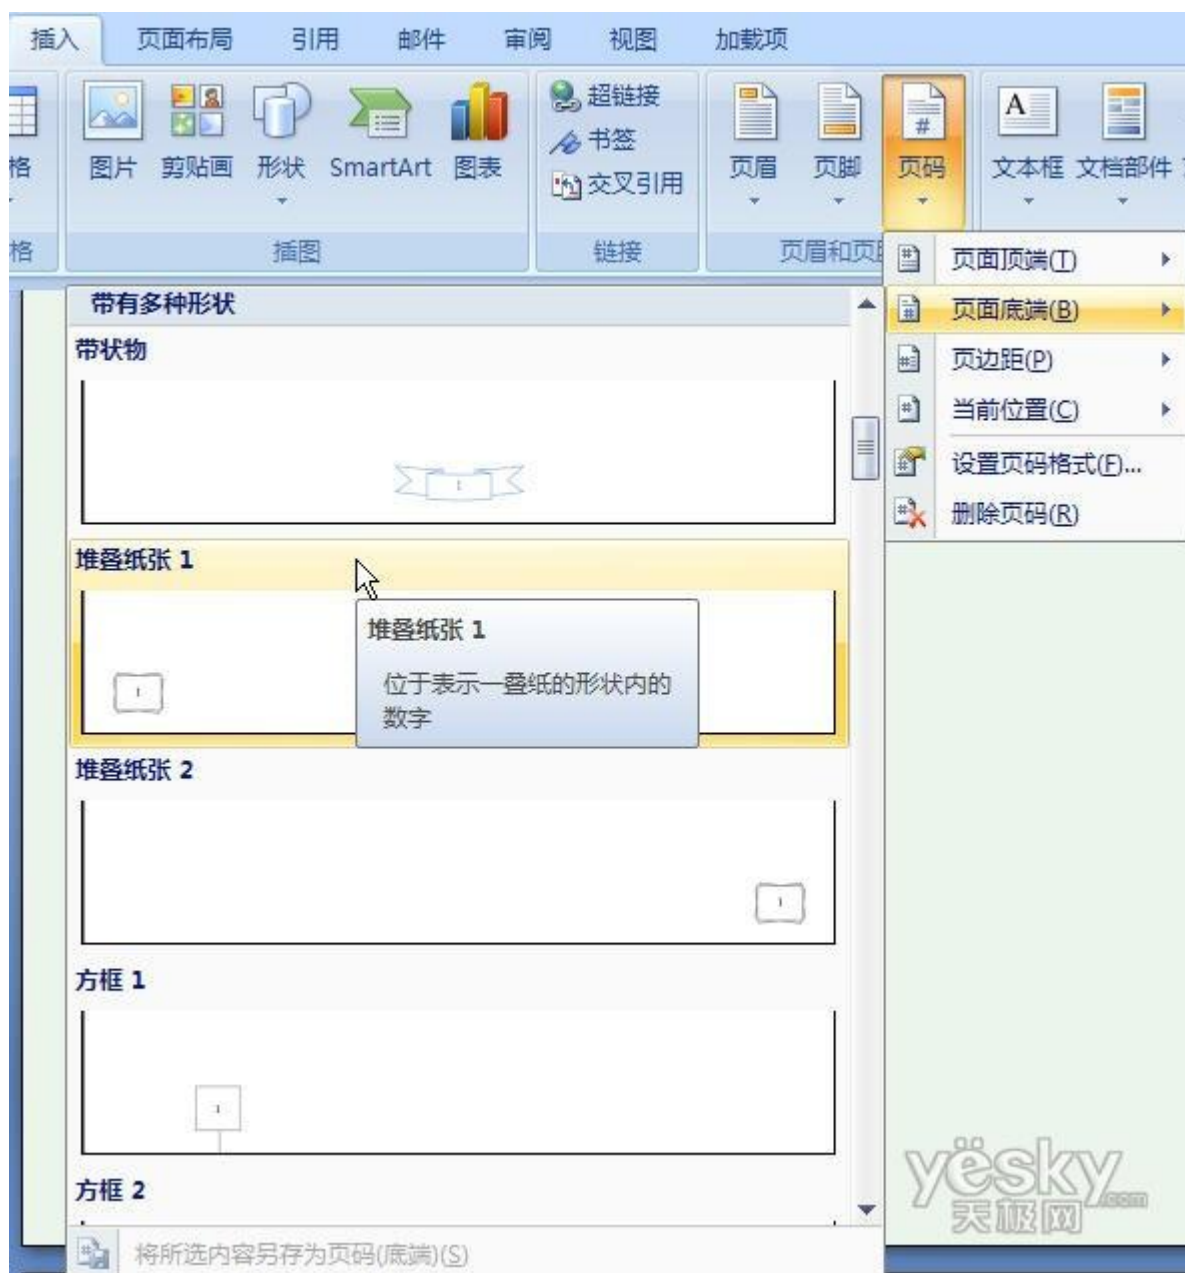 插入 页面布局 引用 邮件 审阅 视图 加载项
格 图片 剪贴画 形状 SmartArt 图表
超链接
书签
交叉引用
页眉 页脚 页码 文本框 文档部件
格 插图 链接 页眉和页
页面顶端(T)
页面底端(B)
页边距(P)
当前位置(C)
设置页码格式(F)...
删除页码(R)
带有多种形状
带状物
1
堆叠纸张 1
1
堆叠纸张 1
位于表示一叠纸的形状内的
数字
堆叠纸张 2
1
方框 1
1
方框 2
将所选内容另存为页码(底端)(S)
yësky.com
天极网